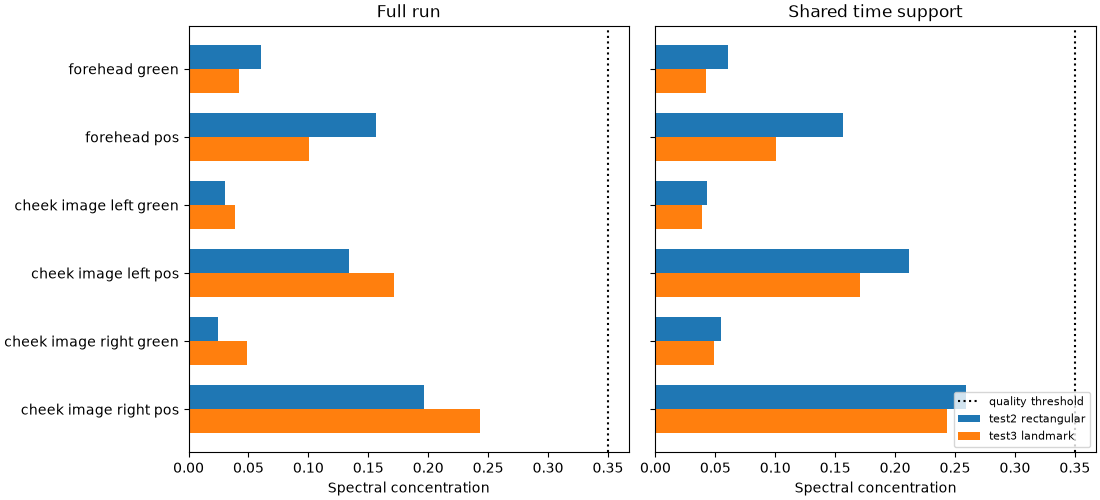 Full run
Shared time support
forehead green
forehead pos
cheek image left green
cheek image left pos
cheek image right green
cheek image right pos
quality threshold
test2 rectangular
test3 landmark
0.00 0.05 0.10 0.15 0.20 0.25 0.30 0.35
0.00 0.05 0.10 0.15 0.20 0.25 0.30 0.35
Spectral concentration
Spectral concentration